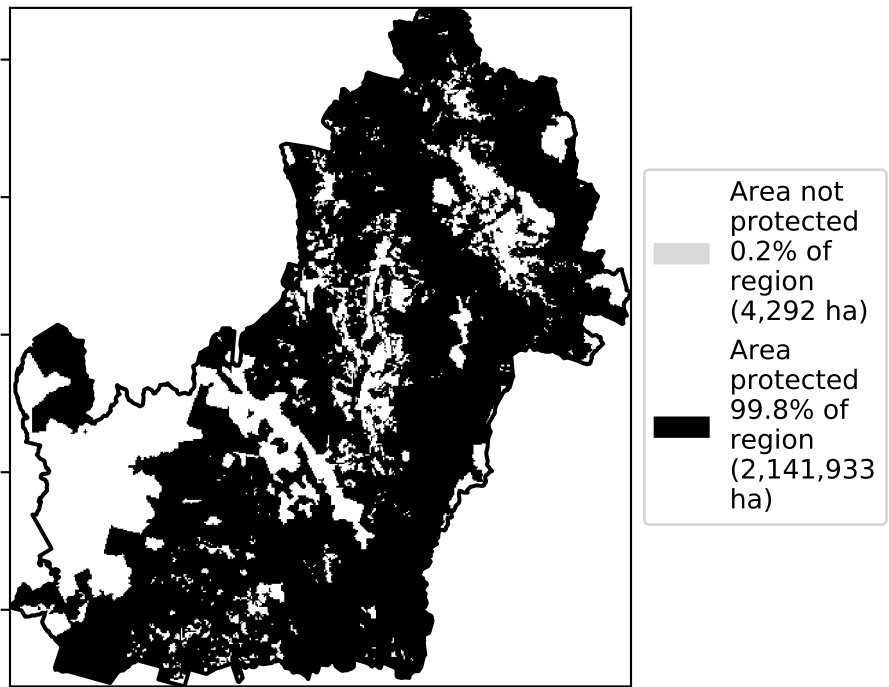 Area not
protected
0.2% of
region
(4,292 ha)
Area
protected
99.8% of
region
(2,141,933
ha)